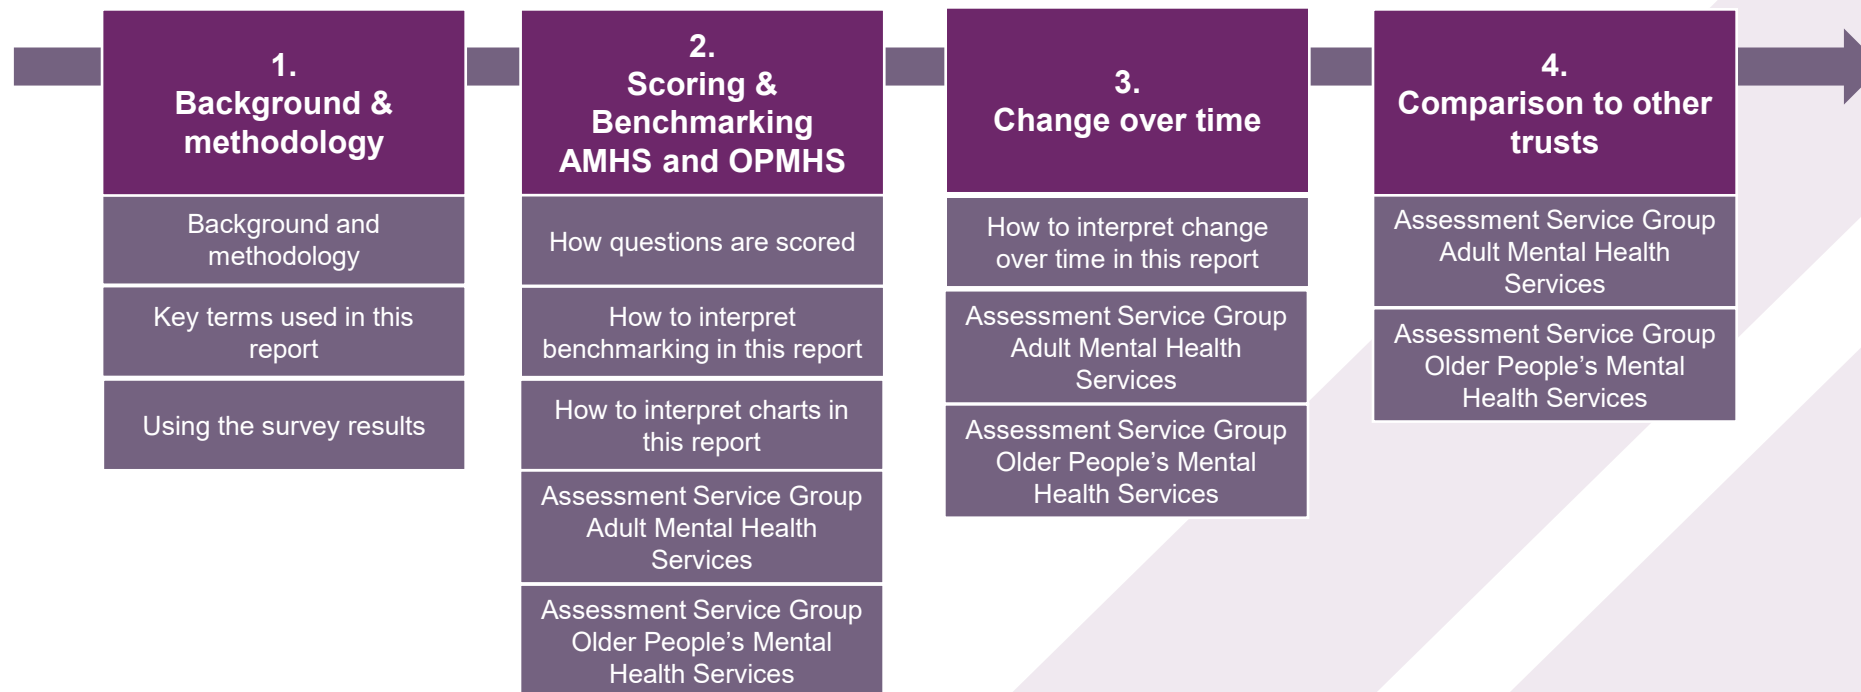 1.
Background &
methodology
Background and
methodology
Key terms used in this
report
Using the survey results
2.
Scoring &
Benchmarking
AMHS and OPMHS
How questions are scored
How to interpret
benchmarking in this report
How to interpret charts in
this report
Assessment Service Group
Adult Mental Health
Services
Assessment Service Group
Older People’s Mental
Health Services
3.
Change over time
How to interpret change
over time in this report
Assessment Service Group
Adult Mental Health
Services
Assessment Service Group
Older People’s Mental
Health Services
4.
Comparison to other
trusts
Assessment Service Group
Adult Mental Health
Services
Assessment Service Group
Older People’s Mental
Health Services